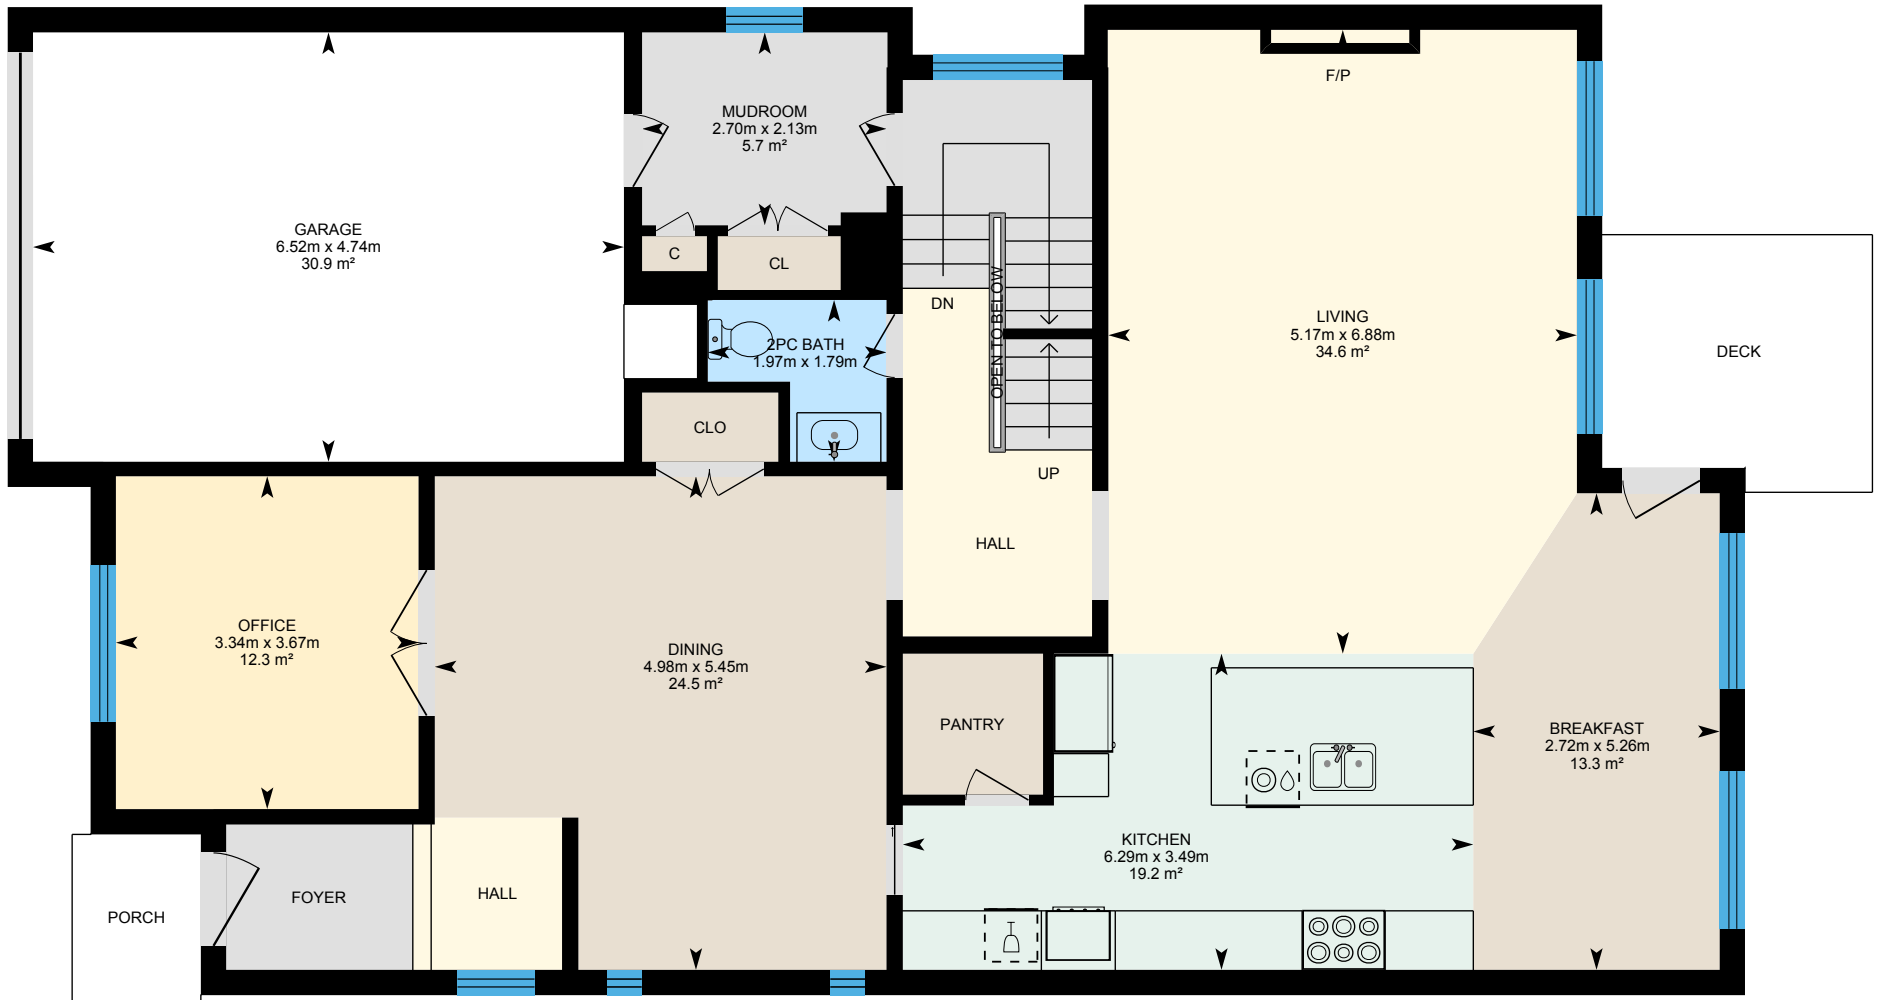 MUDROOM
2.70m x 2.13m
5.7 m²
F/P
GARAGE
6.52m x 4.74m
30.9 m²
C
CL
DN
OPEN TO BELOW
LIVING
5.17m x 6.88m
34.6 m²
DECK
2PC BATH
1.97m x 1.79m
CLO
UP
HALL
OFFICE
3.34m x 3.67m
12.3 m²
DINING
4.98m x 5.45m
24.5 m²
PANTRY
BREAKFAST
2.72m x 5.26m
13.3 m²
KITCHEN
6.29m x 3.49m
19.2 m²
FOYER
HALL
PORCH